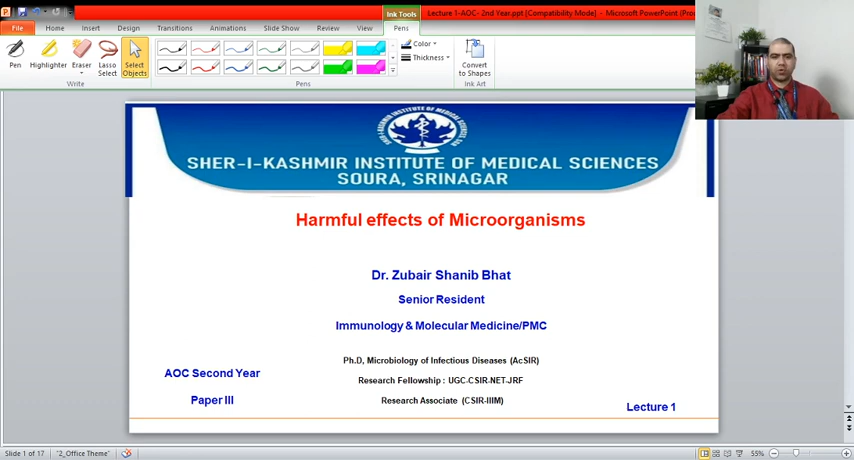 Ink Tools
Lecture 1-AOC- 2nd Year.ppt [Compatibility Mode] - Microsoft PowerPoint (Pro
File Home Insert Design Transitions Animations Slide Show Review View Pens
Pen Highlighter Eraser Lasso Select Select Objects
Color
Thickness
Convert to Shapes
Write Pens Ink Art
SHER-I-KASHMIR INSTITUTE OF MEDICAL SCIENCES
SOURA, SRINAGAR
Harmful effects of Microorganisms
Dr. Zubair Shanib Bhat
Senior Resident
Immunology & Molecular Medicine/PMC
Ph.D, Microbiology of Infectious Diseases (AcSIR)
AOC Second Year
Research Fellowship : UGC-CSIR-NET-JRF
Paper III
Research Associate (CSIR-IIIM)
Lecture 1
Slide 1 of 17 "2_Office Theme" 55%